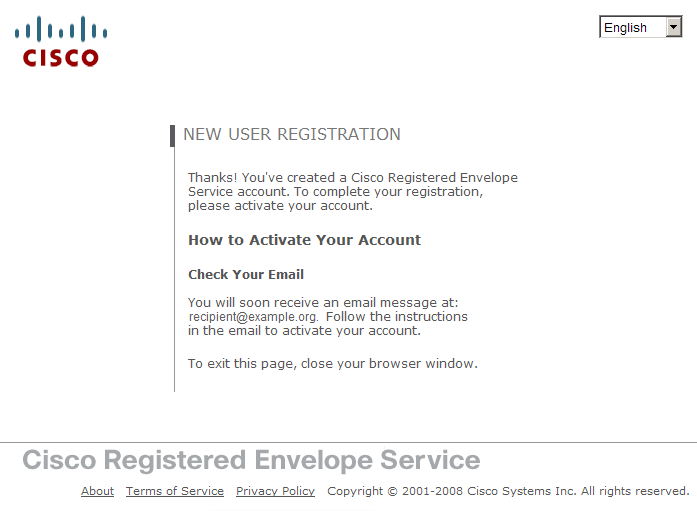 CISCO
English
NEW USER REGISTRATION
Thanks! You've created a Cisco Registered Envelope
Service account. To complete your registration,
please activate your account.
How to Activate Your Account
Check Your Email
You will soon receive an email message at:
recipient@example.org. Follow the instructions
in the email to activate your account.
To exit this page, close your browser window.
Cisco Registered Envelope Service
About Terms of Service Privacy Policy Copyright © 2001-2008 Cisco Systems Inc. All rights reserved.